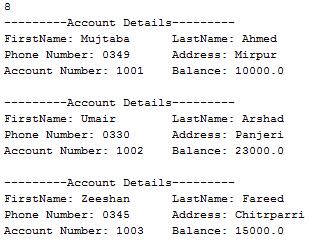 8
---------Account Details---------
FirstName: Mujtaba LastName: Ahmed
Phone Number: 0349 Address: Mirpur
Account Number: 1001 Balance: 10000.0
---------Account Details---------
FirstName: Umair LastName: Arshad
Phone Number: 0330 Address: Panjeri
Account Number: 1002 Balance: 23000.0
---------Account Details---------
FirstName: Zeeshan LastName: Fareed
Phone Number: 0345 Address: Chitrparri
Account Number: 1003 Balance: 15000.0